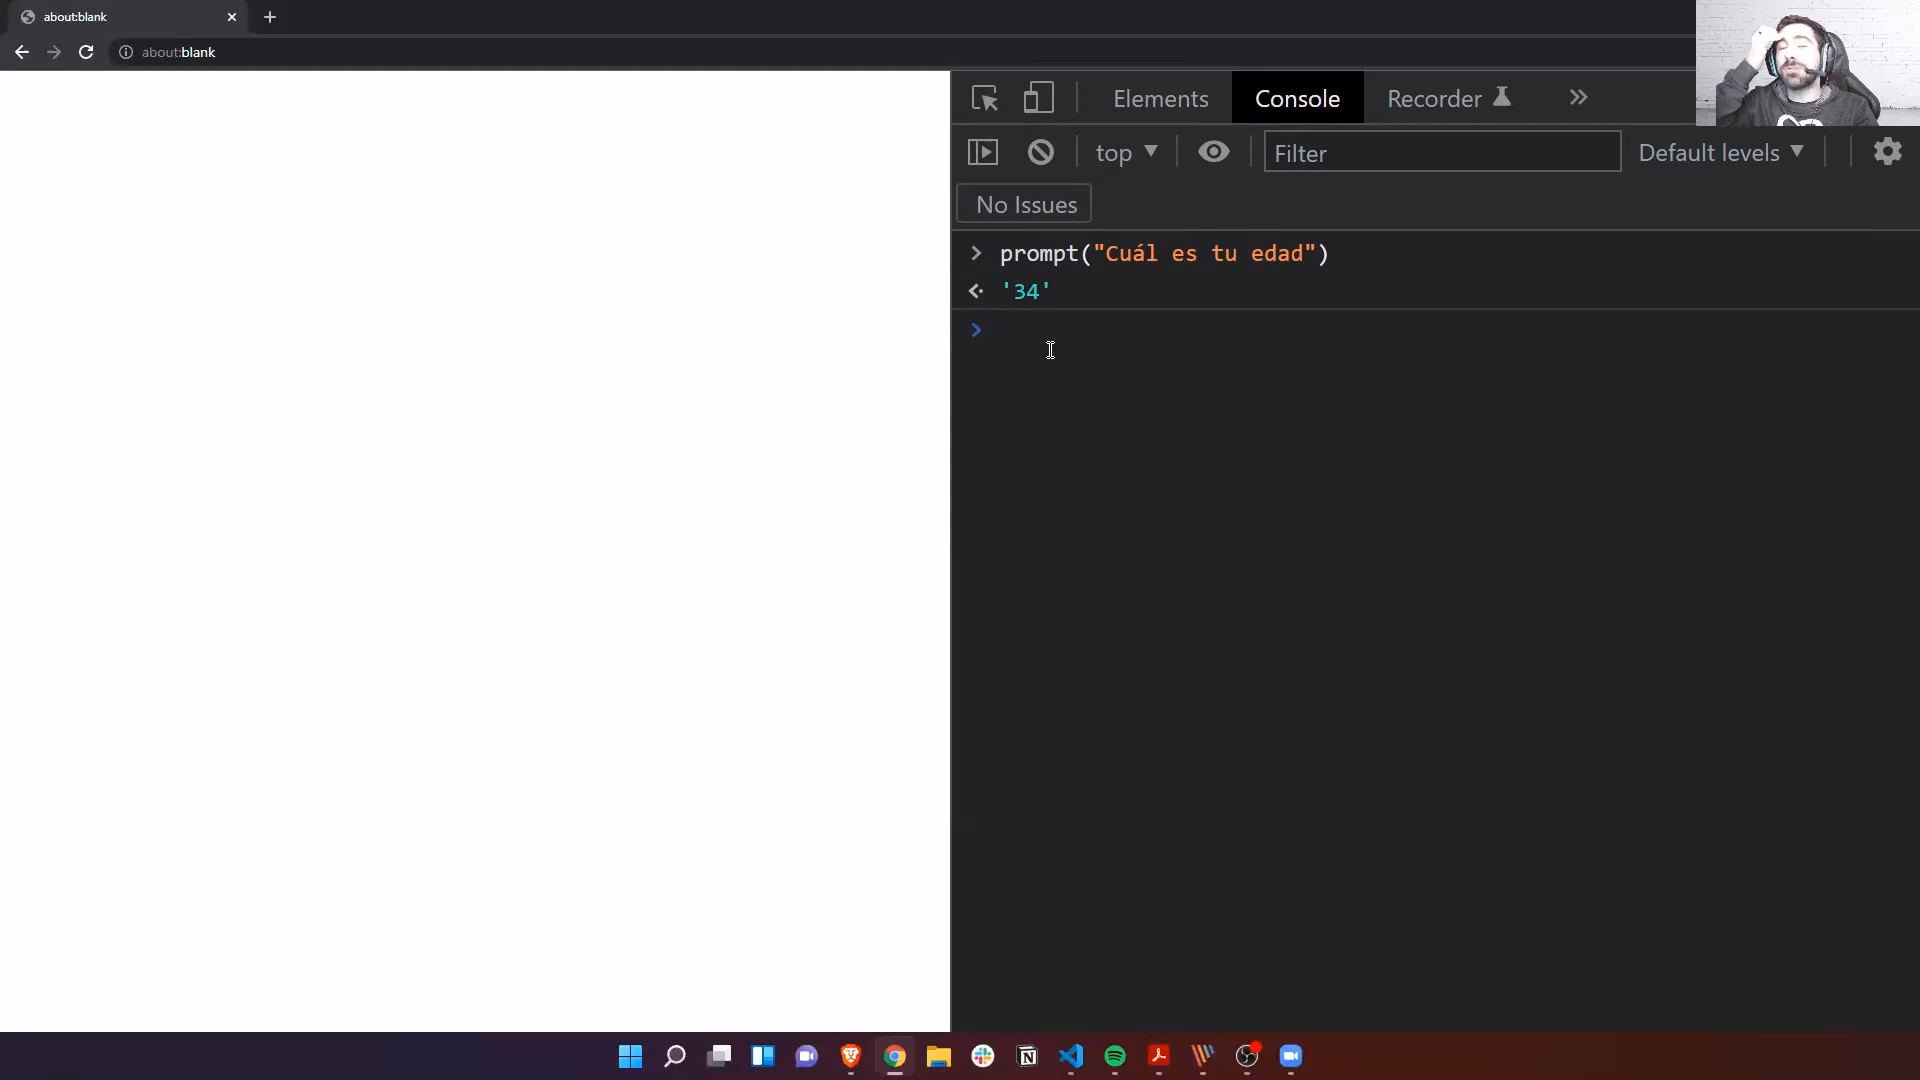 about:blank
about:blank
Elements
Console
Recorder
top
Filter
Default levels
No Issues
prompt("Cuál es tu edad")
'34'